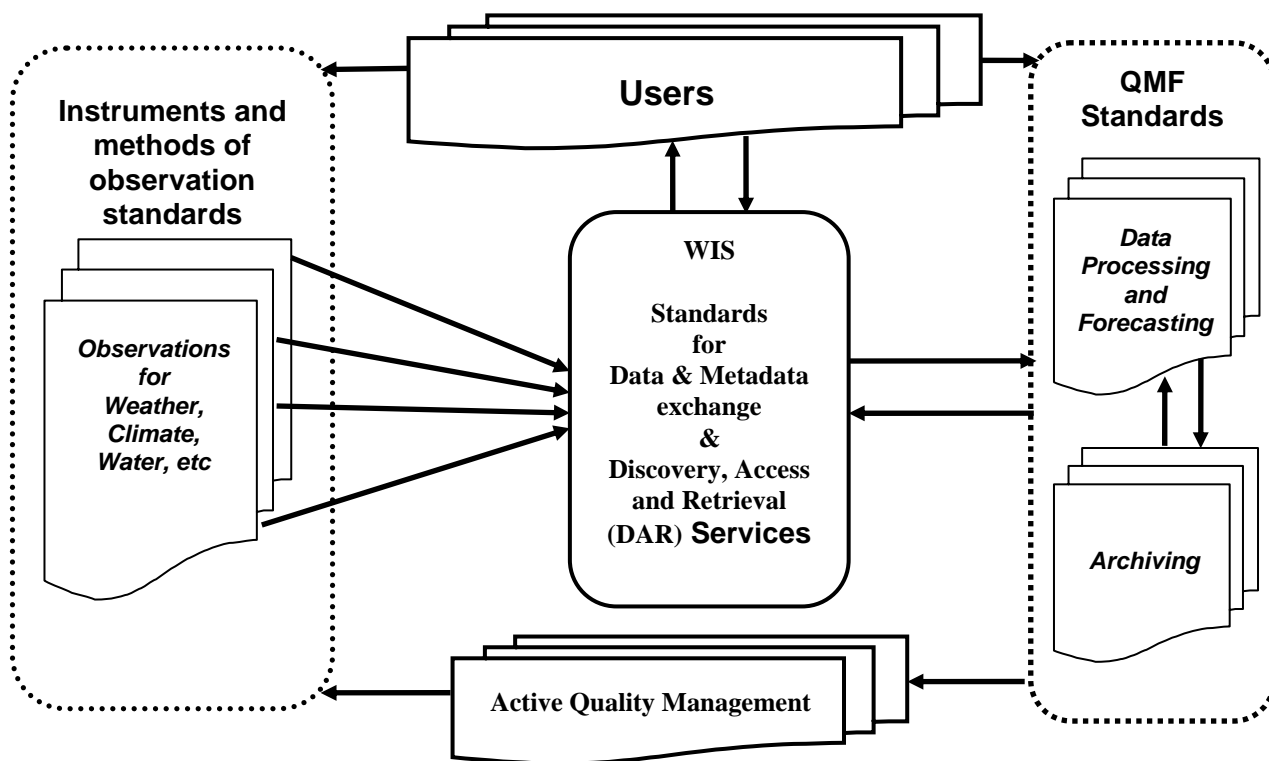 Users
Instruments and
methods of
observation
standards
QMF
Standards
Observations
for
Weather,
Climate,
Water, etc
WIS
Standards
for
Data & Metadata
exchange
&
Discovery, Access
and Retrieval
(DAR) Services
Data
Processing
and
Forecasting
Archiving
Active Quality Management